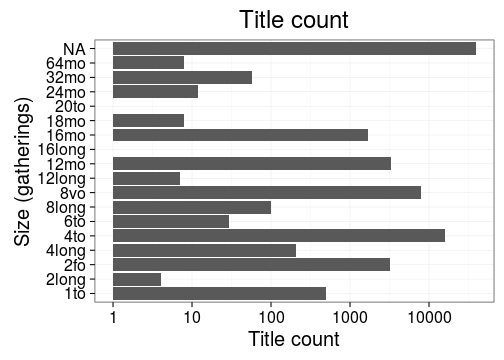 Title count
Size (gatherings)
NA
64mo
32mo
24mo
20to
18mo
16mo
16long
12mo
12long
8vo
8long
6to
4to
4long
2fo
2long
1to
1 10 100 1000 10000
Title count